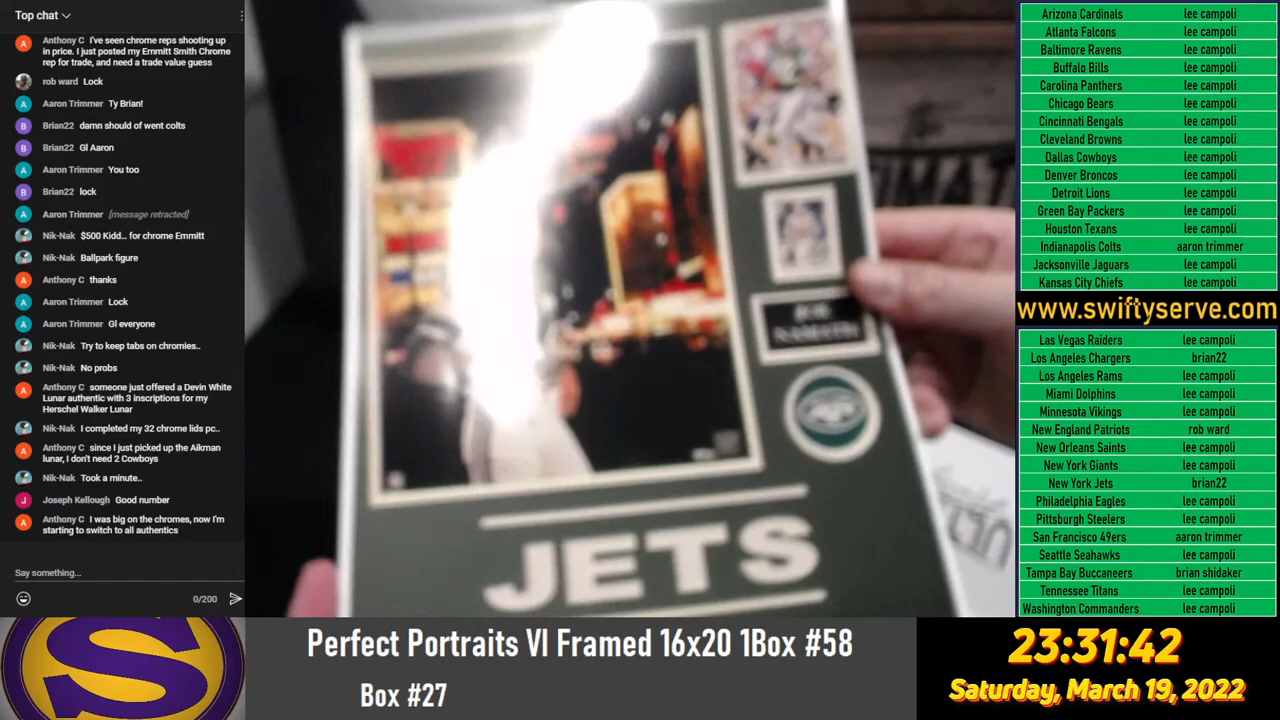 Top chat
Anthony C I've seen chrome reps shooting up
in price. I just posted my Emmitt Smith Chrome
rep for trade, and need a trade value guess
rob ward Lock
Aaron Trimmer Ty Brian!
Brian22 damn should of went colts
Brian22 Gl Aaron
Aaron Trimmer You too
Brian22 lock
Aaron Trimmer [message retracted]
Nik-Nak $500 Kidd... for chrome Emmitt
Nik-Nak Ballpark figure
Anthony C thanks
Aaron Trimmer Lock
Aaron Trimmer Gl everyone
Nik-Nak Try to keep tabs on chromies..
Nik-Nak No probs
Anthony C someone just offered a Devin White
Lunar authentic with 3 inscriptions for my
Herschel Walker Lunar
Nik-Nak I completed my 32 chrome lids pc..
Anthony C since I just picked up the Aikman
lunar, I don't need 2 Cowboys
Nik-Nak Took a minute..
Joseph Kellough Good number
Anthony C I was big on the chromes, now I'm
starting to switch to all authentics
Say something...
0/200
JOE
NAMATH
JETS
Arizona Cardinals lee campoli
Atlanta Falcons lee campoli
Baltimore Ravens lee campoli
Buffalo Bills lee campoli
Carolina Panthers lee campoli
Chicago Bears lee campoli
Cincinnati Bengals lee campoli
Cleveland Browns lee campoli
Dallas Cowboys lee campoli
Denver Broncos lee campoli
Detroit Lions lee campoli
Green Bay Packers lee campoli
Houston Texans lee campoli
Indianapolis Colts aaron trimmer
Jacksonville Jaguars lee campoli
Kansas City Chiefs lee campoli
www.swiftyserve.com
Las Vegas Raiders lee campoli
Los Angeles Chargers brian22
Los Angeles Rams lee campoli
Miami Dolphins lee campoli
Minnesota Vikings lee campoli
New England Patriots rob ward
New Orleans Saints lee campoli
New York Giants lee campoli
New York Jets brian22
Philadelphia Eagles lee campoli
Pittsburgh Steelers lee campoli
San Francisco 49ers aaron trimmer
Seattle Seahawks lee campoli
Tampa Bay Buccaneers brian shidaker
Tennessee Titans lee campoli
Washington Commanders lee campoli
S
Perfect Portraits VI Framed 16x20 1Box #58
Box #27
23:31:42
Saturday, March 19, 2022